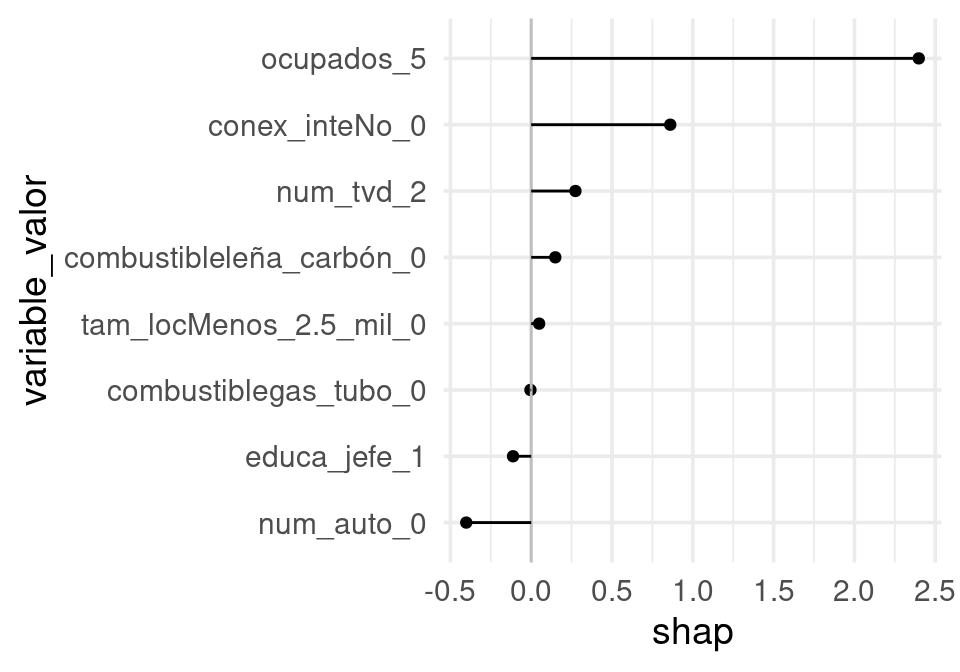 variable_valor
ocupados_5
conex_inteNo_0
num_tvd_2
combustibleleña_carbón_0
tam_locMenos_2.5_mil_0
combustiblegas_tubo_0
educa_jefe_1
num_auto_0
-0.5 0.0 0.5 1.0 1.5 2.0 2.5
shap